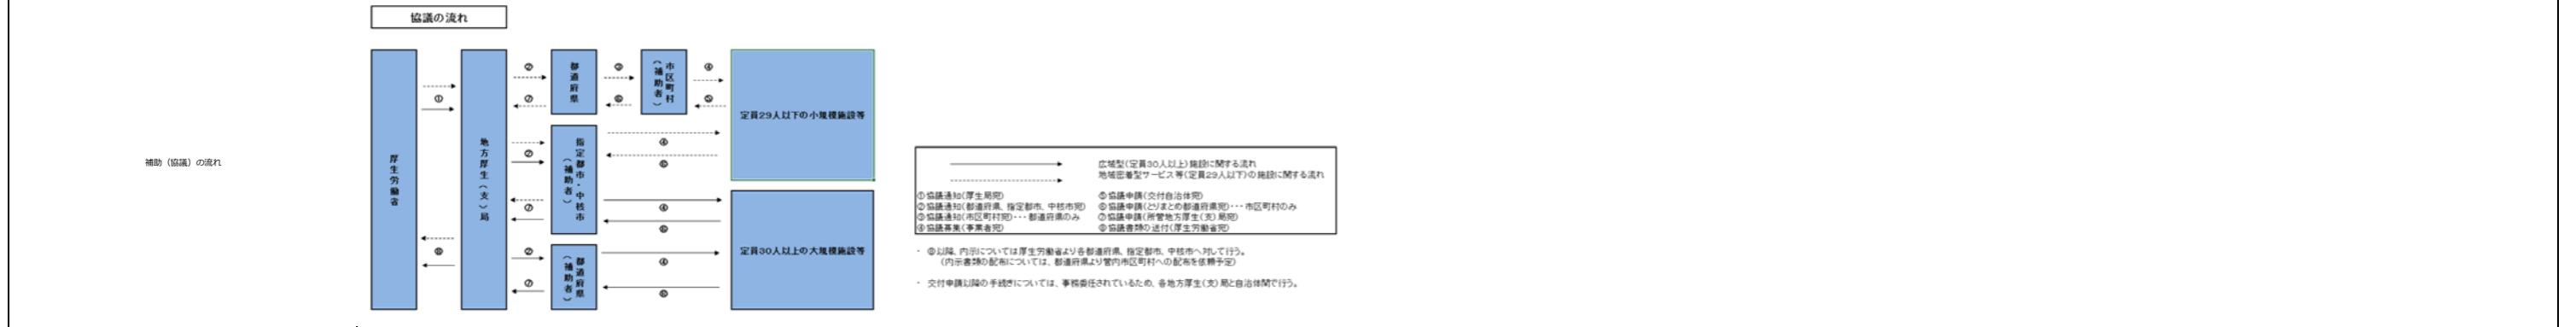 協議の流れ
補助（協議）の流れ
厚生労働省
①
⑧
地方厚生（支）局
②
⑦
都道府県
③
⑥
市区町村
（補助者）
④
⑤
定員29人以下の小規模施設等
②
指定都市・中核市
（補助者）
④
⑤
⑦
④
⑤
②
⑦
都道府県
（補助者）
④
⑤
定員30人以上の大規模施設等
広域型（定員30人以上）施設に関する流れ
地域密着型サービス等（定員29人以下）の施設に関する流れ
①協議通知（厚生局宛）
②協議通知（都道府県、指定都市、中核市宛）
③協議通知（市区町村宛）・・・都道府県のみ
④協議募集（事業者宛）
⑤協議申請（交付自治体宛）
⑥協議申請（とりまとめ都道府県宛）・・・市区町村のみ
⑦協議申請（所管地方厚生（支）局宛）
⑧協議書類の送付（厚生労働省宛）
・ ⑧以降、内示については厚生労働省より各都道府県、指定都市、中核市へ対して行う。
（内示書類の配布については、都道府県より管内市区町村への配布を依頼予定）
・ 交付申請以降の手続きについては、事務委任されているため、各地方厚生（支）局と自治体間で行う。